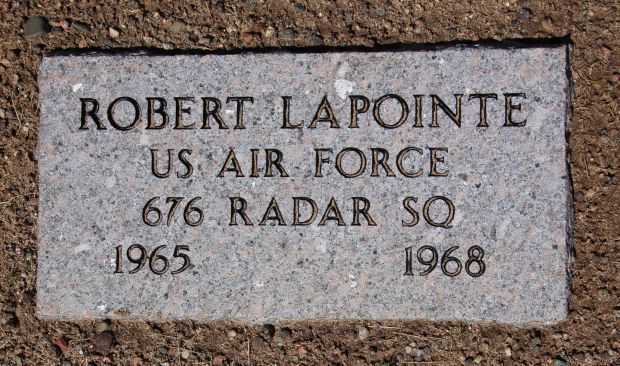 ROBERT LAPOINTE
US AIR FORCE
676 RADAR SQ
1965 1968